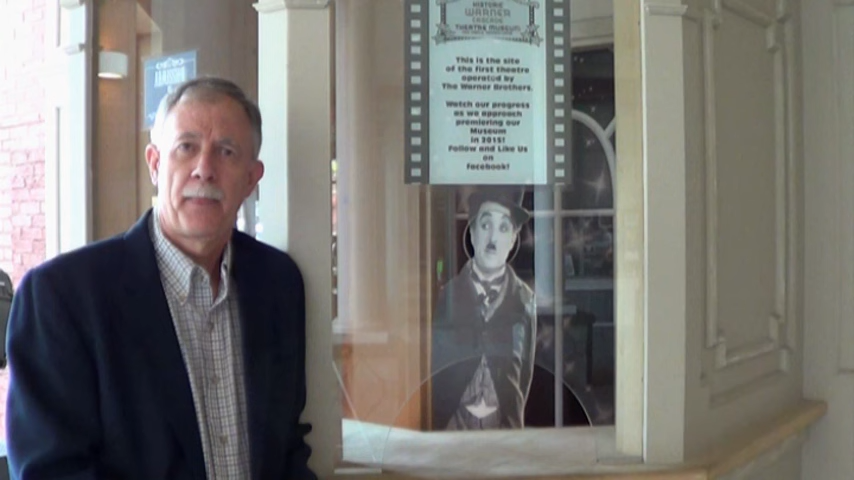 HISTORIC
WARNER
CASCADE
THEATRE MUSEUM
This is the site
of the first theatre
operated by
The Warner Brothers.
Watch our progress
as we approach
premiering our
Museum
in 2015!
Follow and Like Us
on
Facebook!